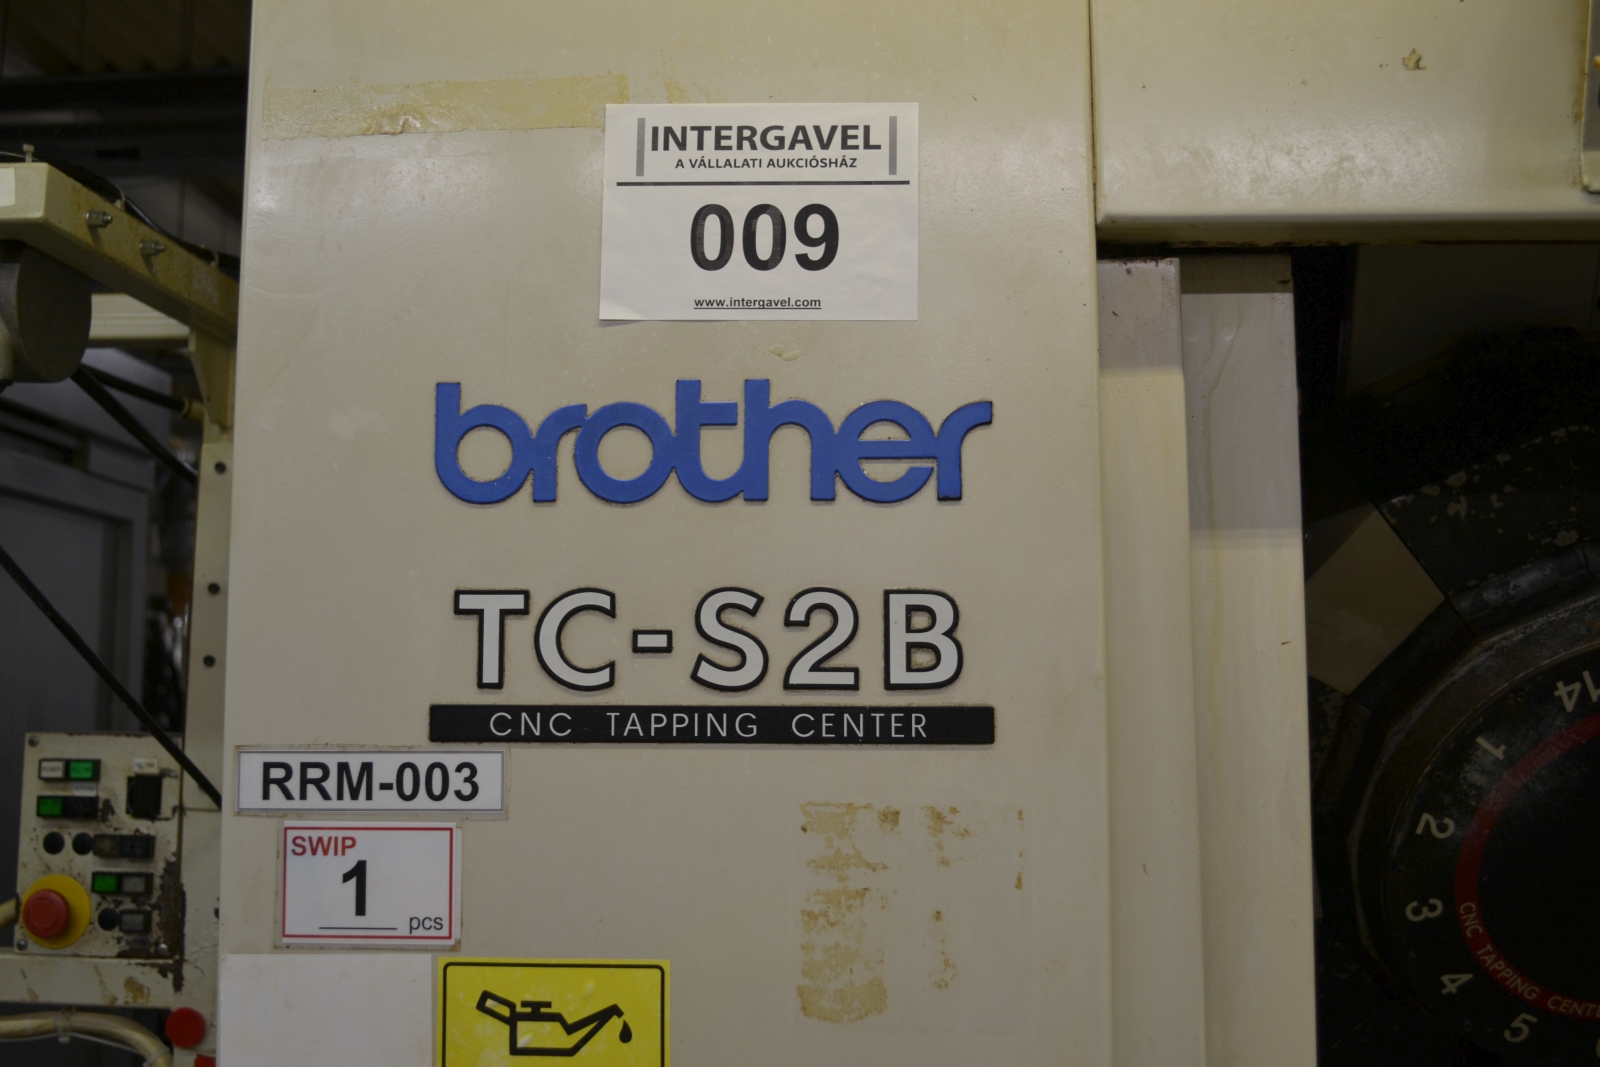 INTERGAVEL
A VÁLLALATI AUKCIÓSHÁZ
009
www.intergavel.com
brother
TC-S2B
CNC TAPPING CENTER
RRM-003
SWIP
1
pcs
14
1
2
3
4
5
CNC TAPPING CENT